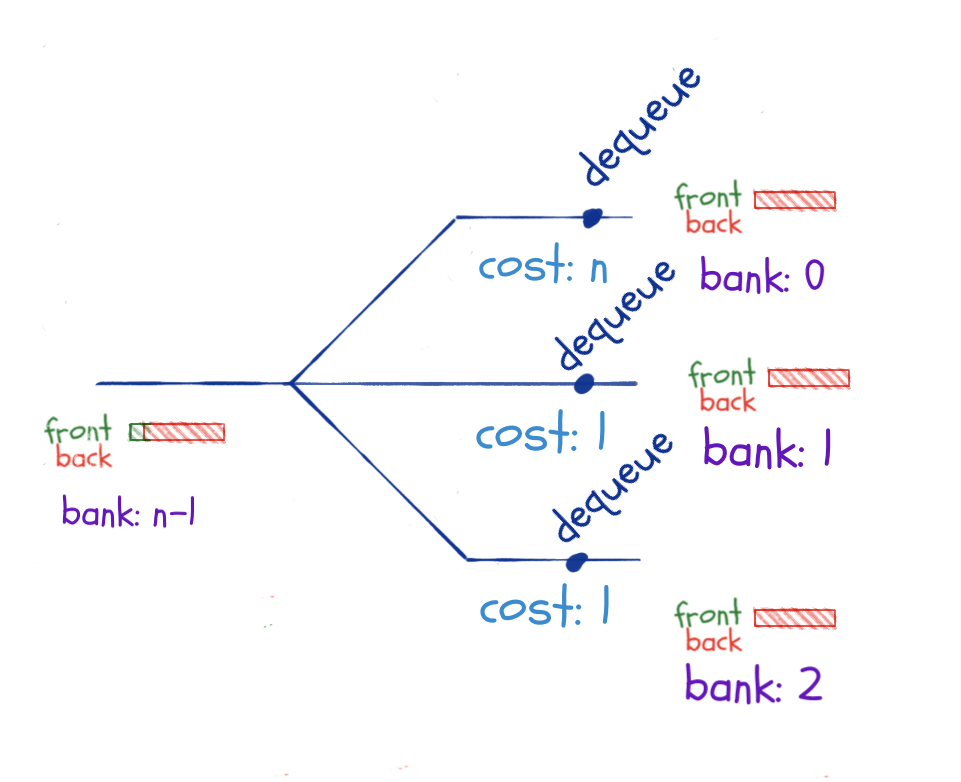 dequeue
front
back
cost: n
bank: 0
dequeue
front
back
cost: 1
bank: 1
front
back
bank: n-1
dequeue
cost: 1
front
back
bank: 2